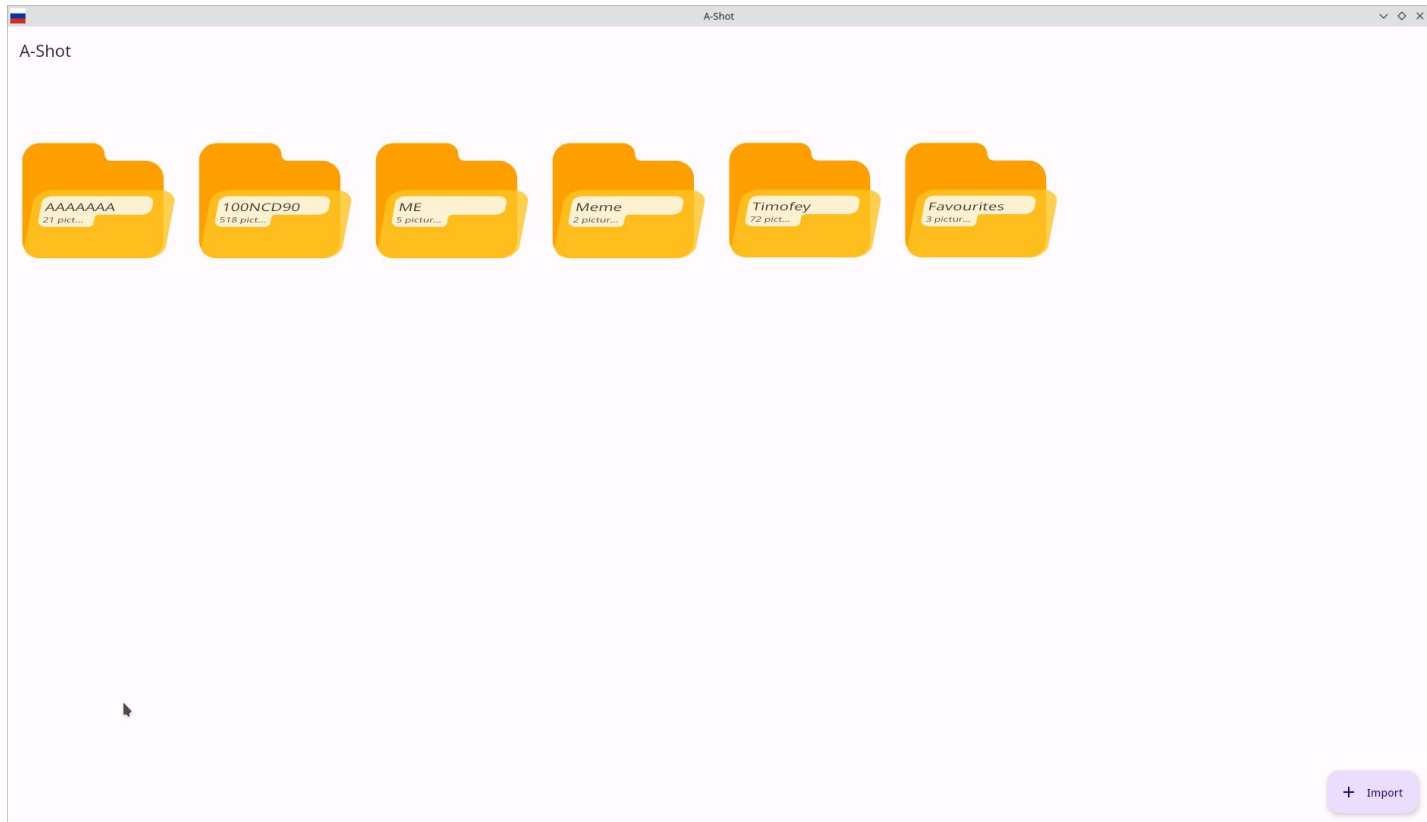 A-Shot
A-Shot
AAAAAAA
21 pict...
100NCD90
518 pict...
ME
5 pictur...
Meme
2 pictur...
Timofey
72 pict...
Favourites
3 pictur...
+ Import